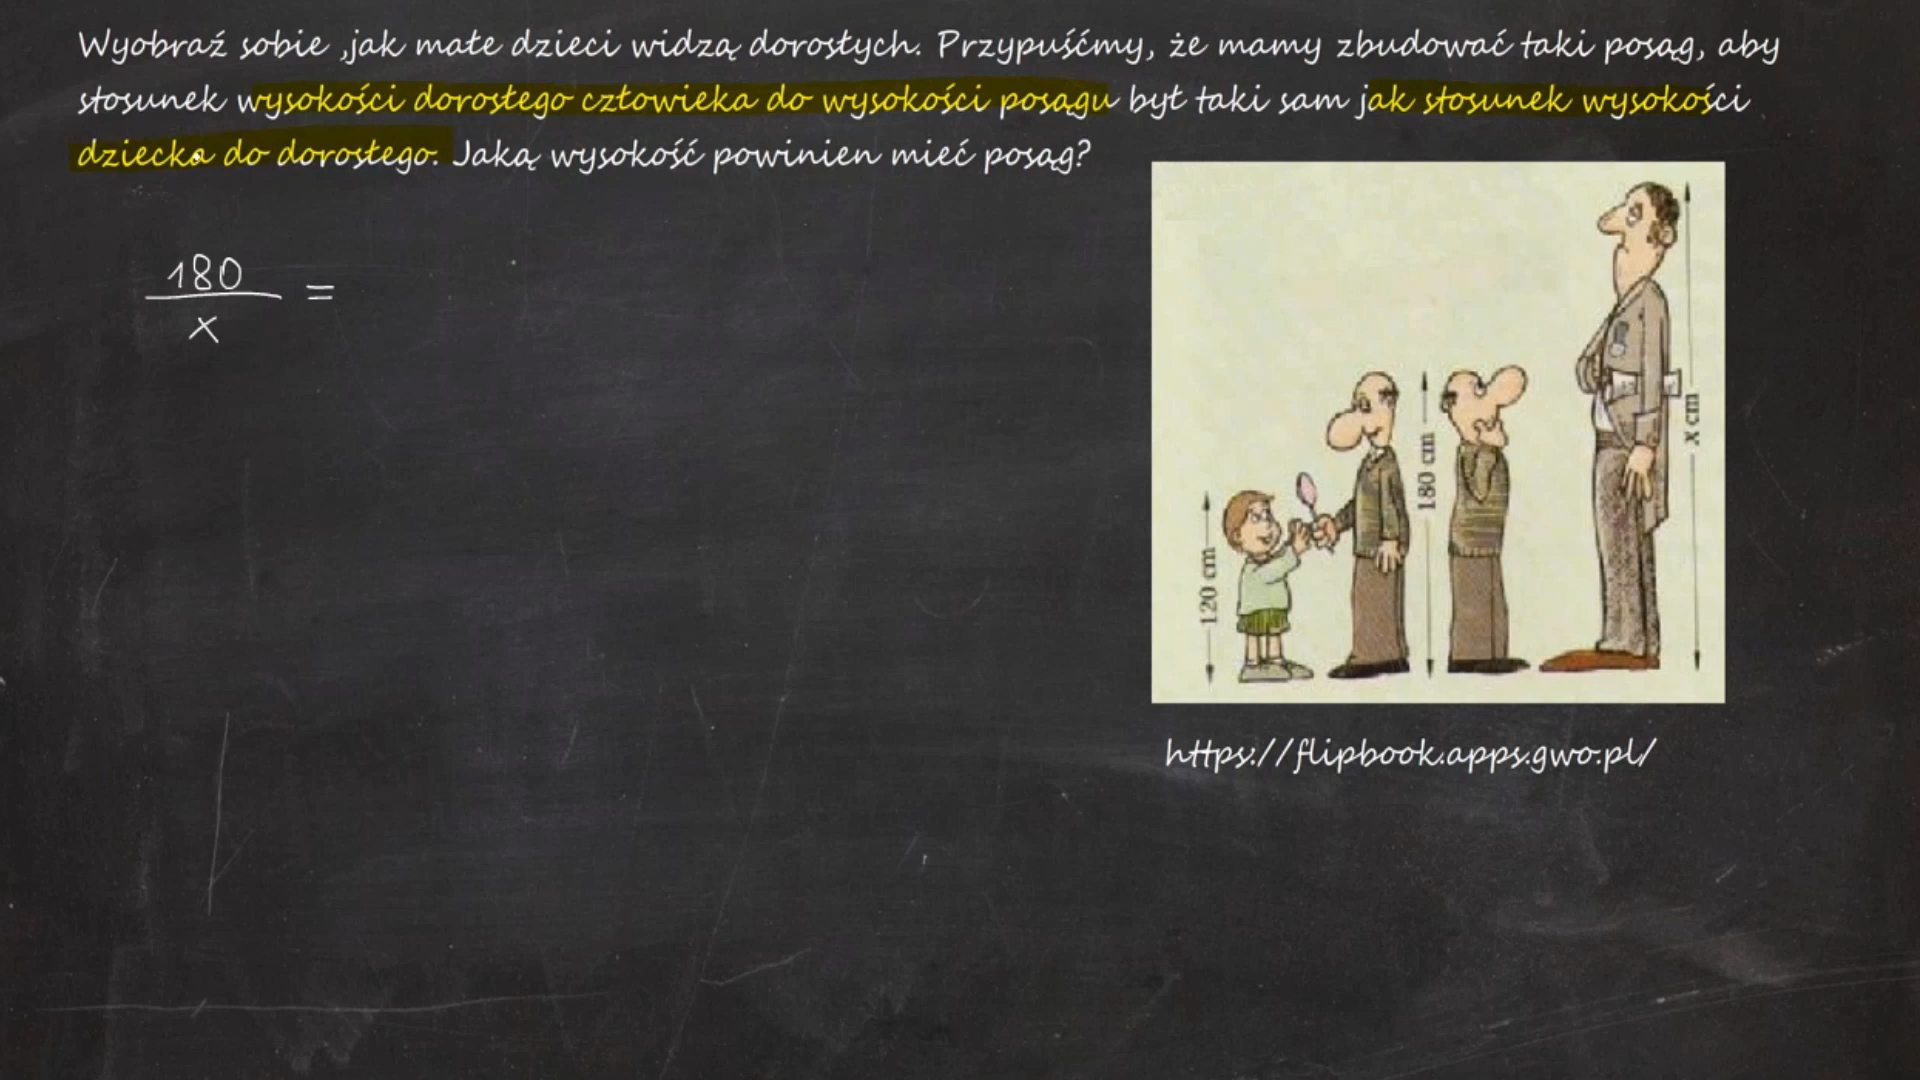 Wyobraź sobie ,jak małe dzieci widzą dorosłych. Przypuśćmy, że mamy zbudować taki posąg, aby
stosunek wysokości dorosłego człowieka do wysokości posągu był taki sam jak stosunek wysokości
dziecka do dorosłego. Jaką wysokość powinien mieć posąg?
180
=
x
120 cm
180 cm
x cm
https://flipbook.apps.gwo.pl/